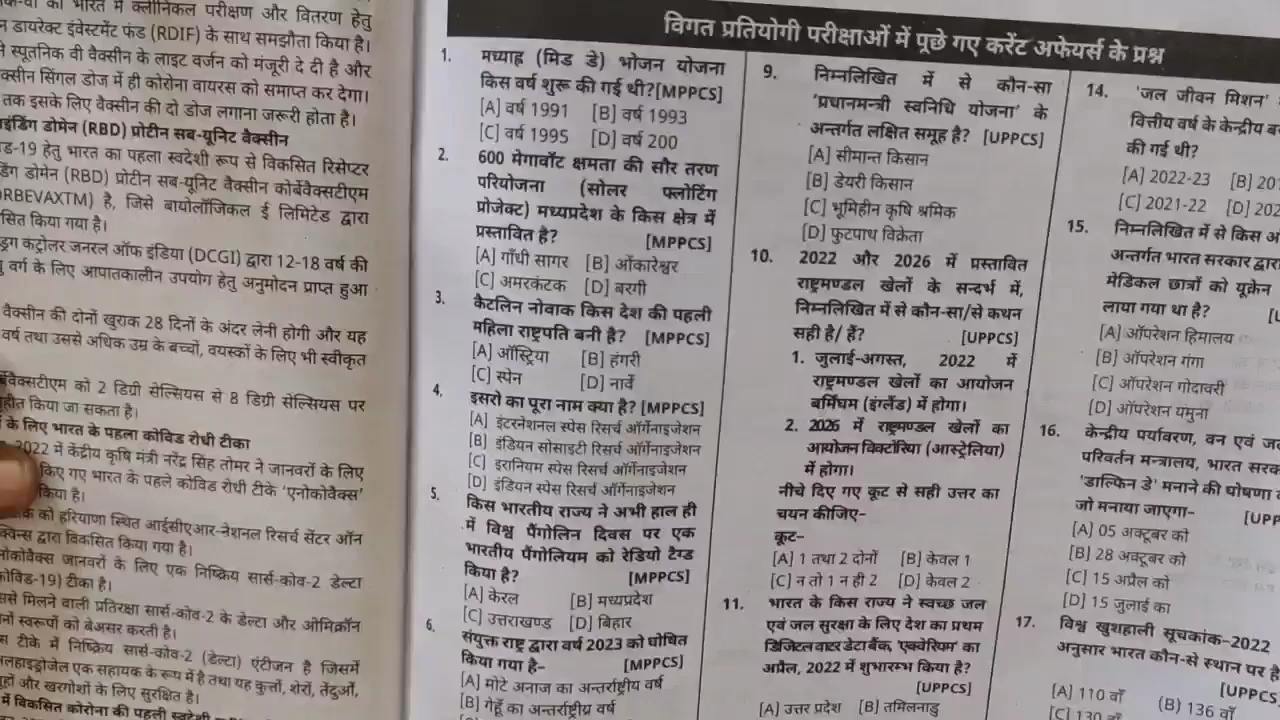 भारत में क्लीनिकल परीक्षण और वितरण हेतु
डायरेक्ट इंवेस्टमेंट फंड (RDIF) के साथ समझौता किया है।
स्पूतनिक वी वैक्सीन के लाइट वर्जन को मंजूरी दे दी है और
सिंगल डोज में ही कोरोना वायरस को समाप्त कर देगा।
तक इसके लिए वैक्सीन की दो डोज लगाना जरूरी होता है।
डोमेन (RBD) प्रोटीन सब-यूनिट वैक्सीन
हेतु भारत का पहला स्वदेशी रूप से विकसित रिसेप्टर
डोमेन (RBD) प्रोटीन सब-यूनिट वैक्सीन कोर्बेवैक्सटीएम
है, जिसे बायोलॉजिकल ई लिमिटेड द्वारा
किया गया है।
कंट्रोलर जनरल ऑफ इंडिया (DCGI) द्वारा 12-18 वर्ष की
वर्ग के लिए आपातकालीन उपयोग हेतु अनुमोदन प्राप्त हुआ
वैक्सीन की दोनों खुराक 28 दिनों के अंदर लेनी होगी और यह
वर्ष तथा उससे अधिक उम्र के बच्चों, वयस्कों के लिए भी स्वीकृत
को 2 डिग्री सेल्सियस से 8 डिग्री सेल्सियस पर
किया जा सकता है।
के लिए भारत के पहला कोविड रोधी टीका
2022 में केंद्रीय कृषि मंत्री नरेंद्र सिंह तोमर ने जानवरों के लिए
किए गए भारत के पहले कोविड रोधी टीके 'एनोकोवैक्स'
किया है।
को हरियाणा स्थित आईसीएआर-नेशनल रिसर्च सेंटर ऑन
द्वारा विकसित किया गया है।
जानवरों के लिए एक निष्क्रिय सार्स-कोव-2 डेल्टा
टीका है।
मिलने वाली प्रतिरक्षा सार्स-कोव-2 के डेल्टा और ओमिक्रॉन
स्वरूपों को बेअसर करती है।
टीके में निष्क्रिय सार्स-कोव-2 (डेल्टा) एंटीजन है जिसमें
एक सहायक के रूप में है तथा यह कुत्तों, शेरों, तेंदुओं,
और खरगोशों के लिए सुरक्षित है।
में विकसित कोरोना की पहली स्वदेशी
विगत प्रतियोगी परीक्षाओं में पूछे गए करेंट अफेयर्स के प्रश्न
1. मध्याह्न (मिड डे) भोजन योजना
किस वर्ष शुरू की गई थी?[MPPCS]
[A] वर्ष 1991 [B] वर्ष 1993
[C] वर्ष 1995 [D] वर्ष 200
2. 600 मेगावॉट क्षमता की सौर तरण
परियोजना (सोलर फ्लोटिंग
प्रोजेक्ट) मध्यप्रदेश के किस क्षेत्र में
प्रस्तावित है? [MPPCS]
[A] गाँधी सागर [B] ओंकारेश्वर
[C] अमरकंटक [D] बरगी
3. कैटलिन नोवाक किस देश की पहली
महिला राष्ट्रपति बनी है? [MPPCS]
[A] ऑस्ट्रिया [B] हंगरी
[C] स्पेन [D] नार्वे
4. इसरो का पूरा नाम क्या है? [MPPCS]
[A] इंटरनेशनल स्पेस रिसर्च ऑर्गेनाइजेशन
[B] इंडियन सोसाइटी रिसर्च ऑर्गेनाइजेशन
[C] इरानियम स्पेस रिसर्च ऑर्गेनाइजेशन
[D] इंडियन स्पेस रिसर्च ऑर्गेनाइजेशन
5. किस भारतीय राज्य ने अभी हाल ही
में विश्व पैंगोलिन दिवस पर एक
भारतीय पैंगोलियम को रेडियो टैग्ड
किया है? [MPPCS]
[A] केरल [B] मध्यप्रदेश
[C] उत्तराखण्ड [D] बिहार
6. संयुक्त राष्ट्र द्वारा वर्ष 2023 को घोषित
किया गया है– [MPPCS]
[A] मोटे अनाज का अन्तर्राष्ट्रीय वर्ष
[B] गेहूँ का अन्तर्राष्ट्रीय वर्ष
9. निम्नलिखित में से कौन-सा
'प्रधानमन्त्री स्वनिधि योजना' के
अन्तर्गत लक्षित समूह है? [UPPCS]
[A] सीमान्त किसान
[B] डेयरी किसान
[C] भूमिहीन कृषि श्रमिक
[D] फुटपाथ विक्रेता
10. 2022 और 2026 में प्रस्तावित
राष्ट्रमण्डल खेलों के सन्दर्भ में,
निम्नलिखित में से कौन-सा/से कथन
सही है/ हैं? [UPPCS]
1. जुलाई-अगस्त, 2022 में
राष्ट्रमण्डल खेलों का आयोजन
बर्मिंघम (इंग्लैंड) में होगा।
2. 2026 में राष्ट्रमण्डल खेलों का
आयोजन विक्टोरिया (आस्ट्रेलिया)
में होगा।
नीचे दिए गए कूट से सही उत्तर का
चयन कीजिए–
कूट–
[A] 1 तथा 2 दोनों [B] केवल 1
[C] न तो 1 न ही 2 [D] केवल 2
11. भारत के किस राज्य ने स्वच्छ जल
एवं जल सुरक्षा के लिए देश का प्रथम
डिजिटल वाटर डेटा बैंक, 'एक्वेरियम' का
अप्रैल, 2022 में शुभारम्भ किया है?
[UPPCS]
[A] उत्तर प्रदेश [B] तमिलनाडु
14. 'जल जीवन मिशन'
वित्तीय वर्ष के केन्द्रीय
की गई थी?
[A] 2022-23 [B]
[C] 2021-22 [D]
15. निम्नलिखित में से किस
अन्तर्गत भारत सरकार द्वारा
मेडिकल छात्रों को यूक्रेन
लाया गया था?
[A] ऑपरेशन हिमालय
[B] ऑपरेशन गंगा
[C] ऑपरेशन गोदावरी
[D] ऑपरेशन यमुना
16. केन्द्रीय पर्यावरण, वन एवं
परिवर्तन मन्त्रालय, भारत
'डाल्फिन डे' मनाने की घोषणा
जो मनाया जाएगा–
[A] 05 अक्टूबर को
[B] 28 अक्टूबर को
[C] 15 अप्रैल को
[D] 15 जुलाई का
17. विश्व खुशहाली सूचकांक–2022
अनुसार भारत कौन-से स्थान पर है
[UPPCS
[A] 110 वाँ (B) 136 वाँ
[C] 130 वाँ